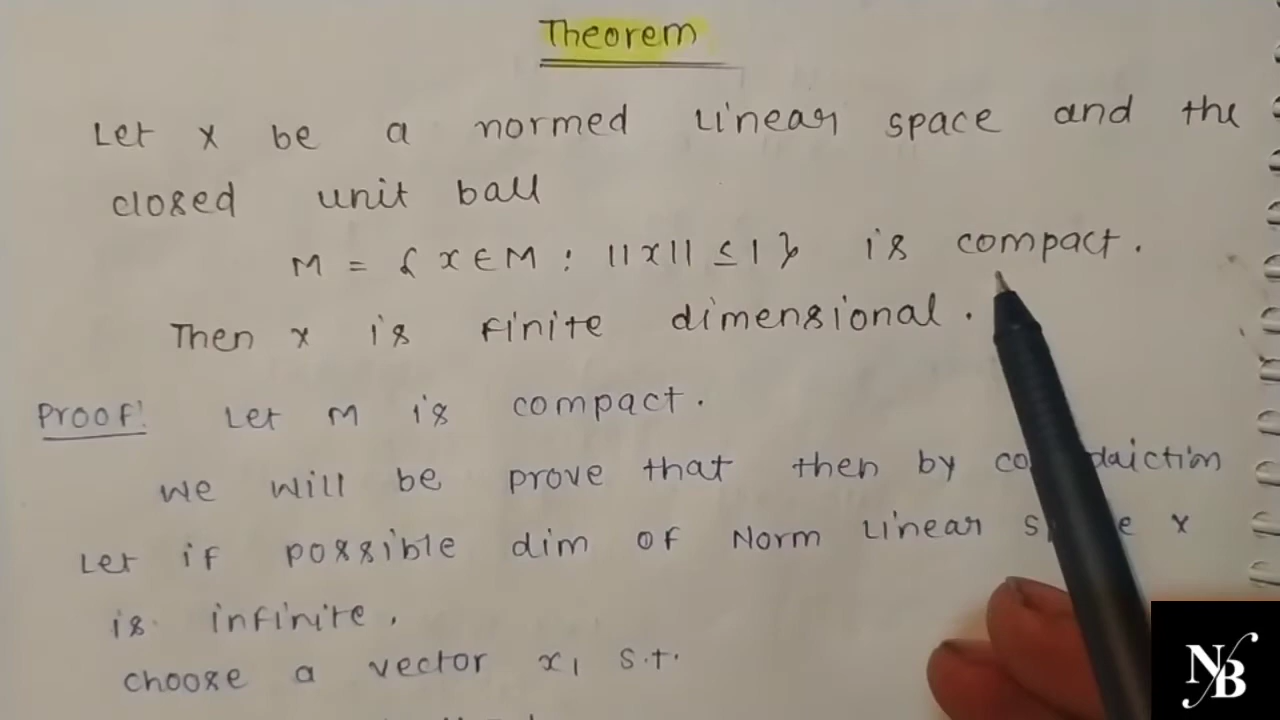 Theorem
Let x be a normed linear space and the
closed unit ball
M = { x ∈ M : ||x|| ≤ 1 } is compact.
Then x is finite dimensional.
Proof! Let M is compact.
we will be prove that then by
Let if possible dim of Norm linear x
is infinite,
choose a vector x₁ s.t.
NB